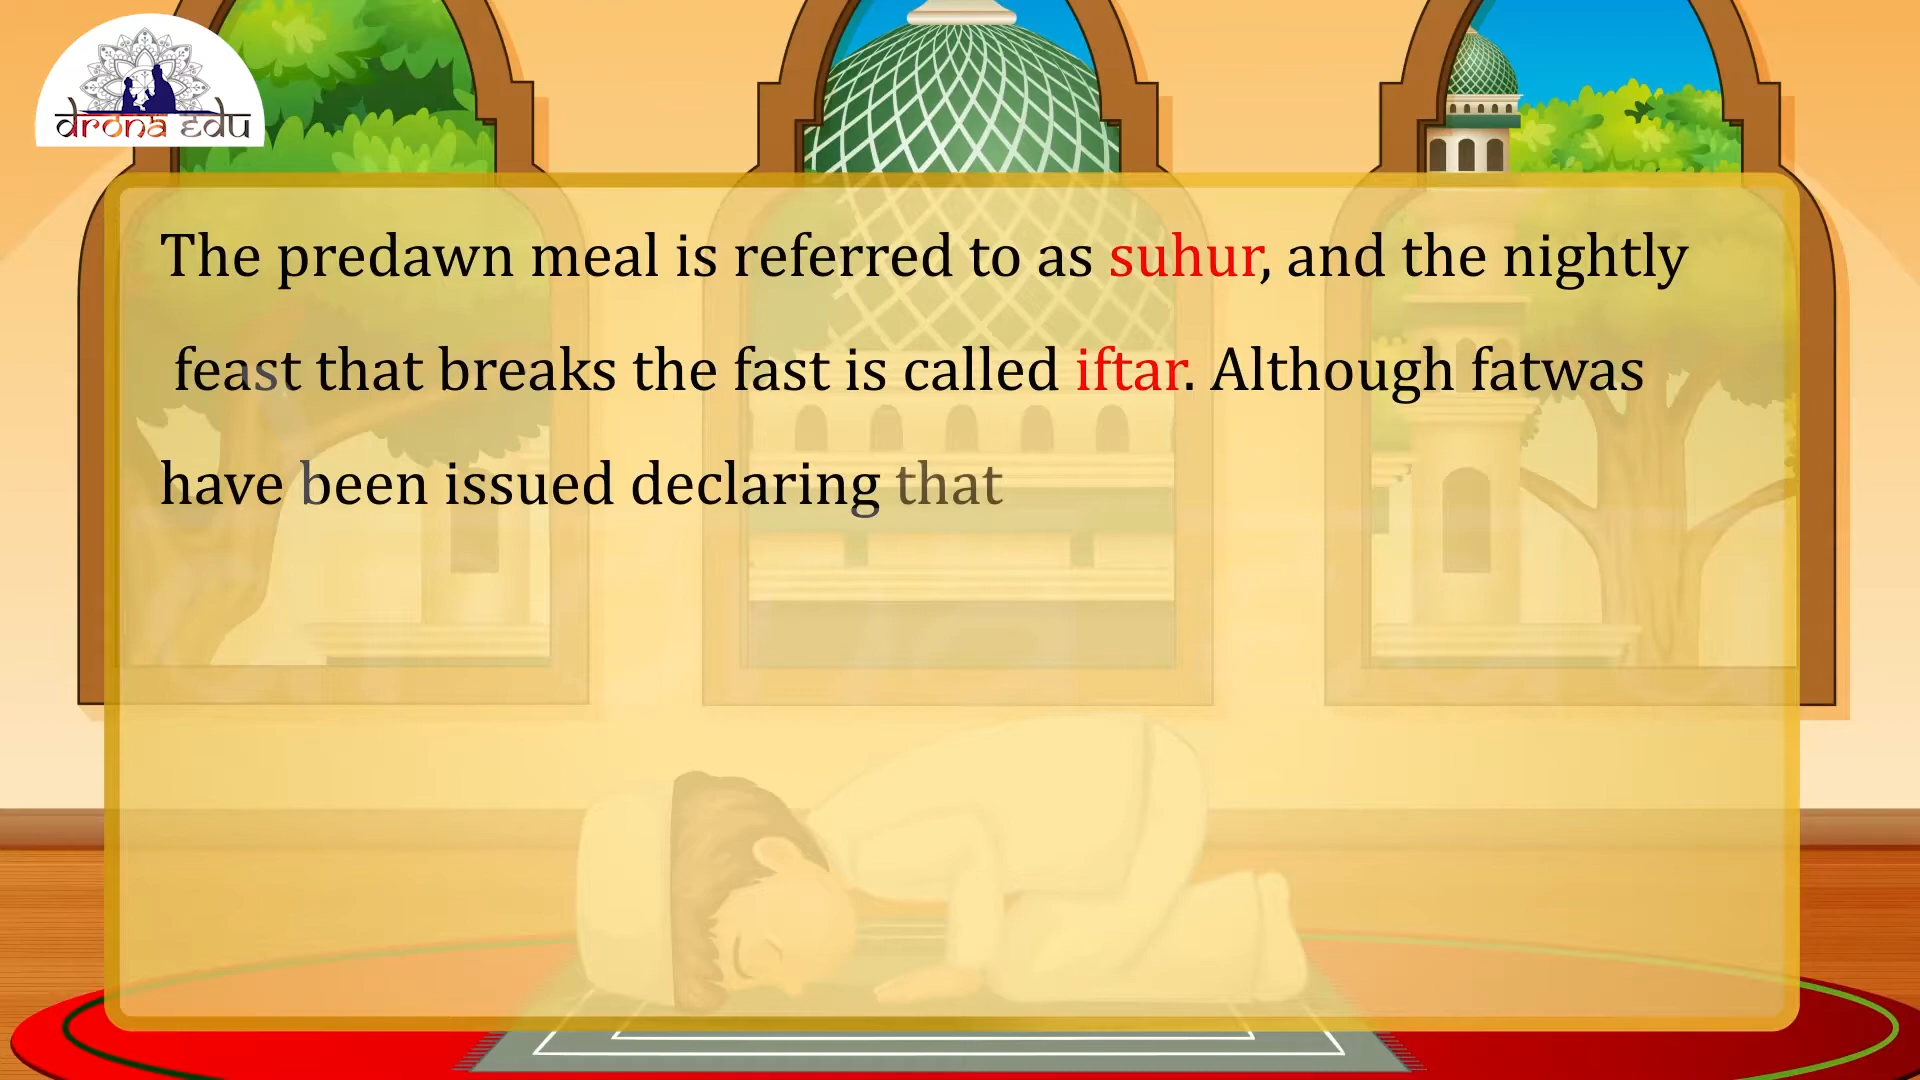 drona edu
The predawn meal is referred to as suhur, and the nightly
feast that breaks the fast is called iftar. Although fatwas
have been issued declaring that